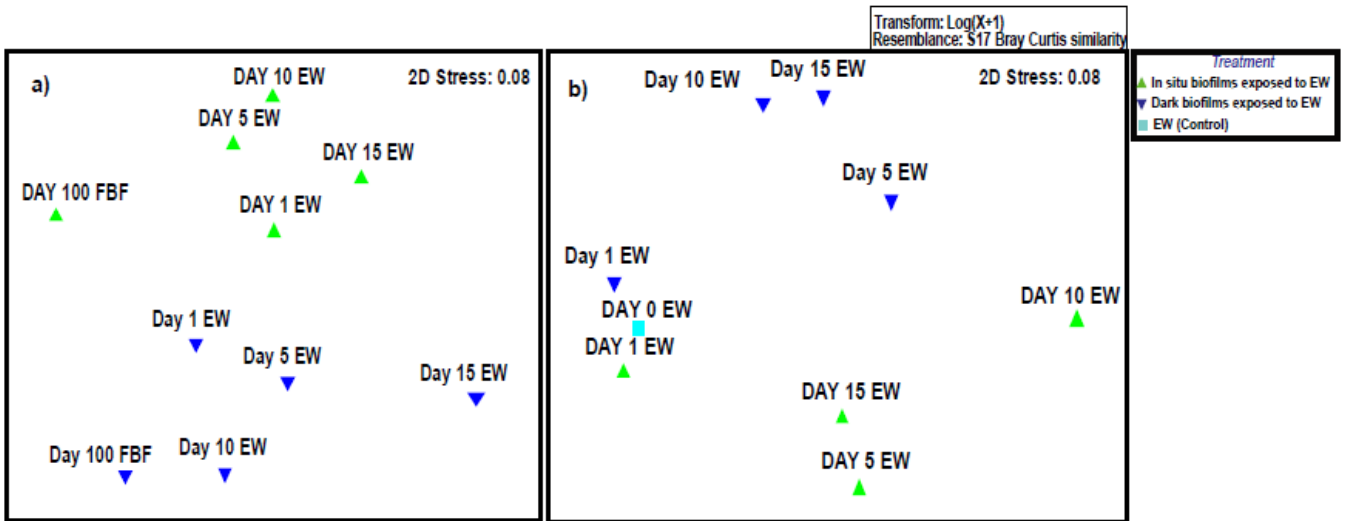 Transform: Log(X+1)
Resemblance: S17 Bray Curtis similarity
a)
DAY 10 EW
2D Stress: 0.08
DAY 5 EW
DAY 15 EW
DAY 100 FBF
DAY 1 EW
Day 1 EW
Day 5 EW
Day 15 EW
Day 100 FBF
Day 10 EW
b)
Day 10 EW
Day 15 EW
2D Stress: 0.08
Day 5 EW
Day 1 EW
DAY 0 EW
DAY 10 EW
DAY 1 EW
DAY 15 EW
DAY 5 EW
Treatment
In situ biofilms exposed to EW
Dark biofilms exposed to EW
EW (Control)